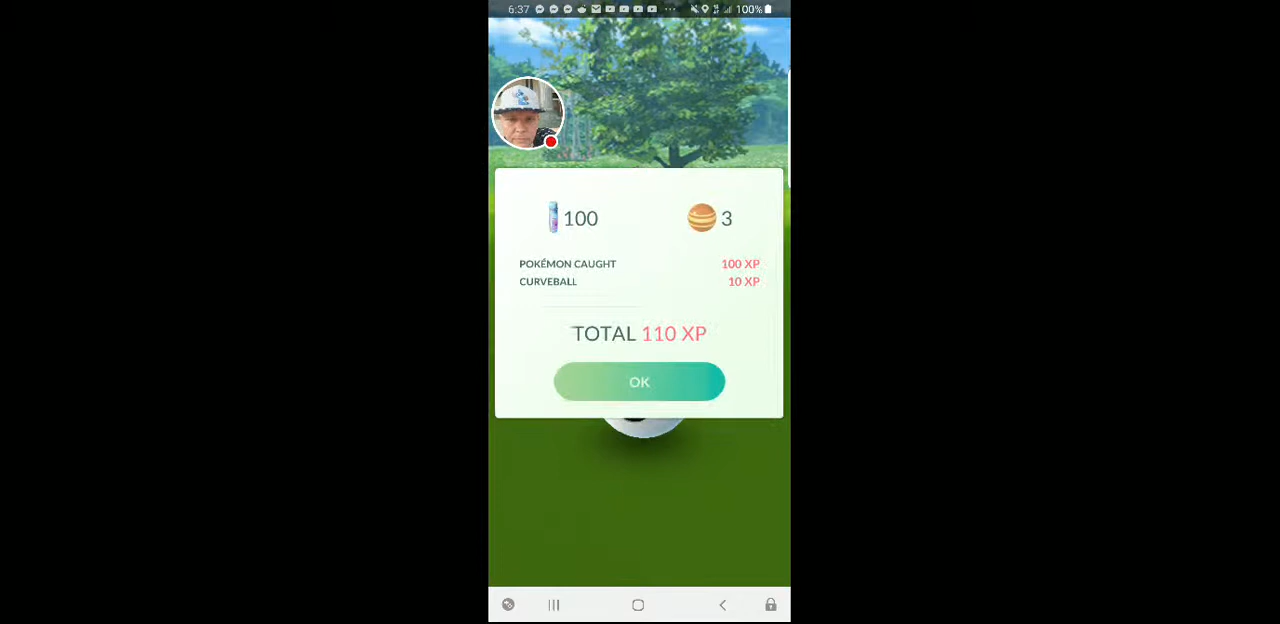 6:37 ... 100%
100 3
POKÉMON CAUGHT 100 XP
CURVEBALL 10 XP
TOTAL 110 XP
OK